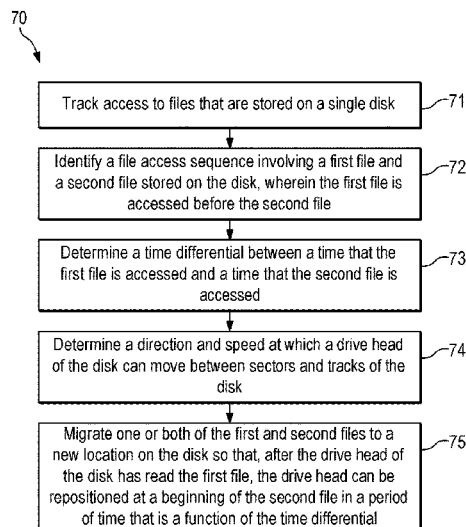 70
Track access to files that are stored on a single disk
71
Identify a file access sequence involving a first file and
a second file stored on the disk, wherein the first file is
accessed before the second file
72
Determine a time differential between a time that the
first file is accessed and a time that the second file is
accessed
73
Determine a direction and speed at which a drive head
of the disk can move between sectors and tracks of the
disk
74
Migrate one or both of the first and second files to a
new location on the disk so that, after the drive head of
the disk has read the first file, the drive head can be
repositioned at a beginning of the second file in a period
of time that is a function of the time differential
75